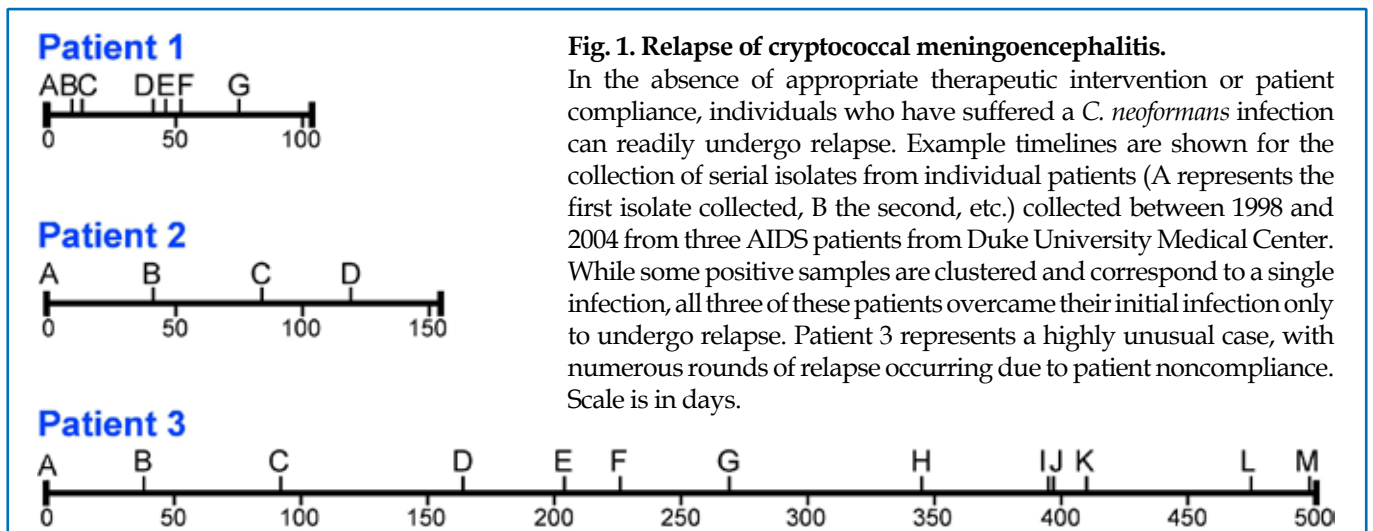 Patient 1
ABC DEF G
0 50 100
Patient 2
A B C D
0 50 100 150
Patient 3
A B C D E F G H IJ K L M
0 50 100 150 200 250 300 350 400 450 500
Fig. 1. Relapse of cryptococcal meningoencephalitis.
In the absence of appropriate therapeutic intervention or patient
compliance, individuals who have suffered a C. neoformans infection
can readily undergo relapse. Example timelines are shown for the
collection of serial isolates from individual patients (A represents the
first isolate collected, B the second, etc.) collected between 1998 and
2004 from three AIDS patients from Duke University Medical Center.
While some positive samples are clustered and correspond to a single
infection, all three of these patients overcame their initial infection only
to undergo relapse. Patient 3 represents a highly unusual case, with
numerous rounds of relapse occurring due to patient noncompliance.
Scale is in days.